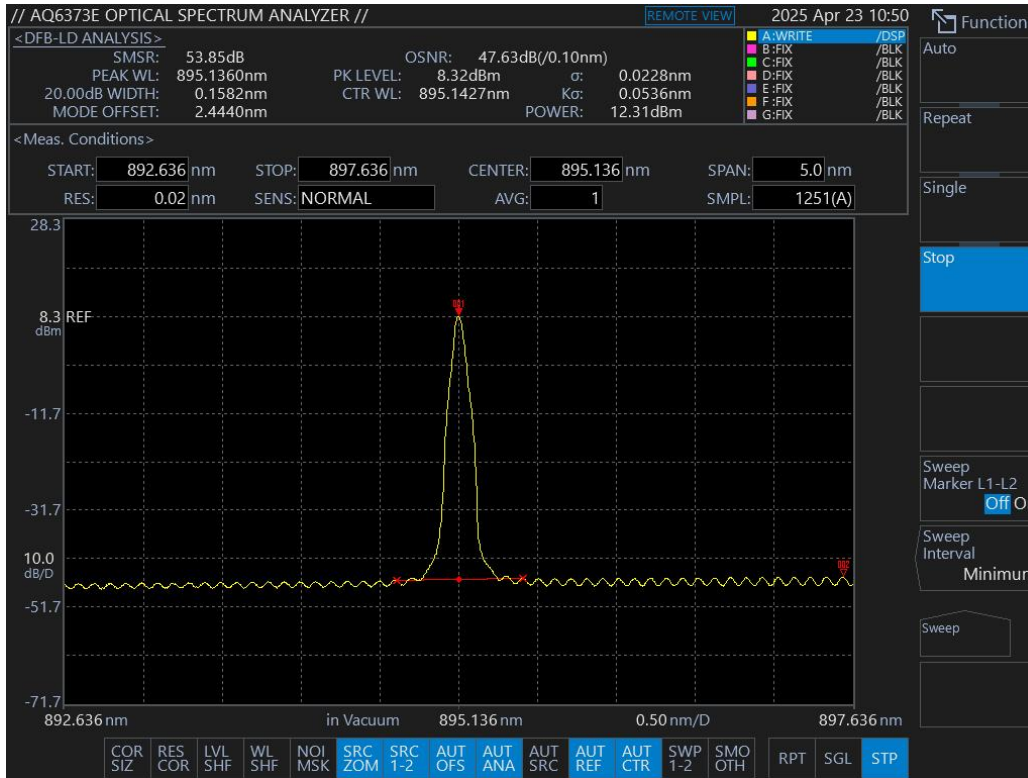 // AQ6373E OPTICAL SPECTRUM ANALYZER // REMOTE VIEW 2025 Apr 23 10:50
Function
<DFB-LD ANALYSIS>
SMSR: 53.85dB OSNR: 47.63dB(/0.10nm)
PEAK WL: 895.1360nm PK LEVEL: 8.32dBm σ: 0.0228nm
20.00dB WIDTH: 0.1582nm CTR WL: 895.1427nm Kσ: 0.0536nm
MODE OFFSET: 2.4440nm POWER: 12.31dBm
A:WRITE /DSP
B:FIX /BLK
C:FIX /BLK
D:FIX /BLK
E:FIX /BLK
F:FIX /BLK
G:FIX /BLK
<Meas. Conditions>
START: 892.636 nm STOP: 897.636 nm CENTER: 895.136 nm SPAN: 5.0 nm
RES: 0.02 nm SENS: NORMAL AVG: 1 SMPL: 1251(A)
28.3
001
8.3 REF
dBm
-11.7
-31.7
10.0
dB/D
002
-51.7
-71.7
892.636 nm in Vacuum 895.136 nm 0.50 nm/D 897.636 nm
COR SIZ
RES COR
LVL SHF
WL SHF
NOI MSK
SRC ZOM
SRC 1-2
AUT OFS
AUT ANA
AUT SRC
AUT REF
AUT CTR
SWP 1-2
SMO OTH
RPT
SGL
STP
Auto
Repeat
Single
Stop
Sweep
Marker L1-L2
Off O
Sweep
Interval
Minimum
Sweep